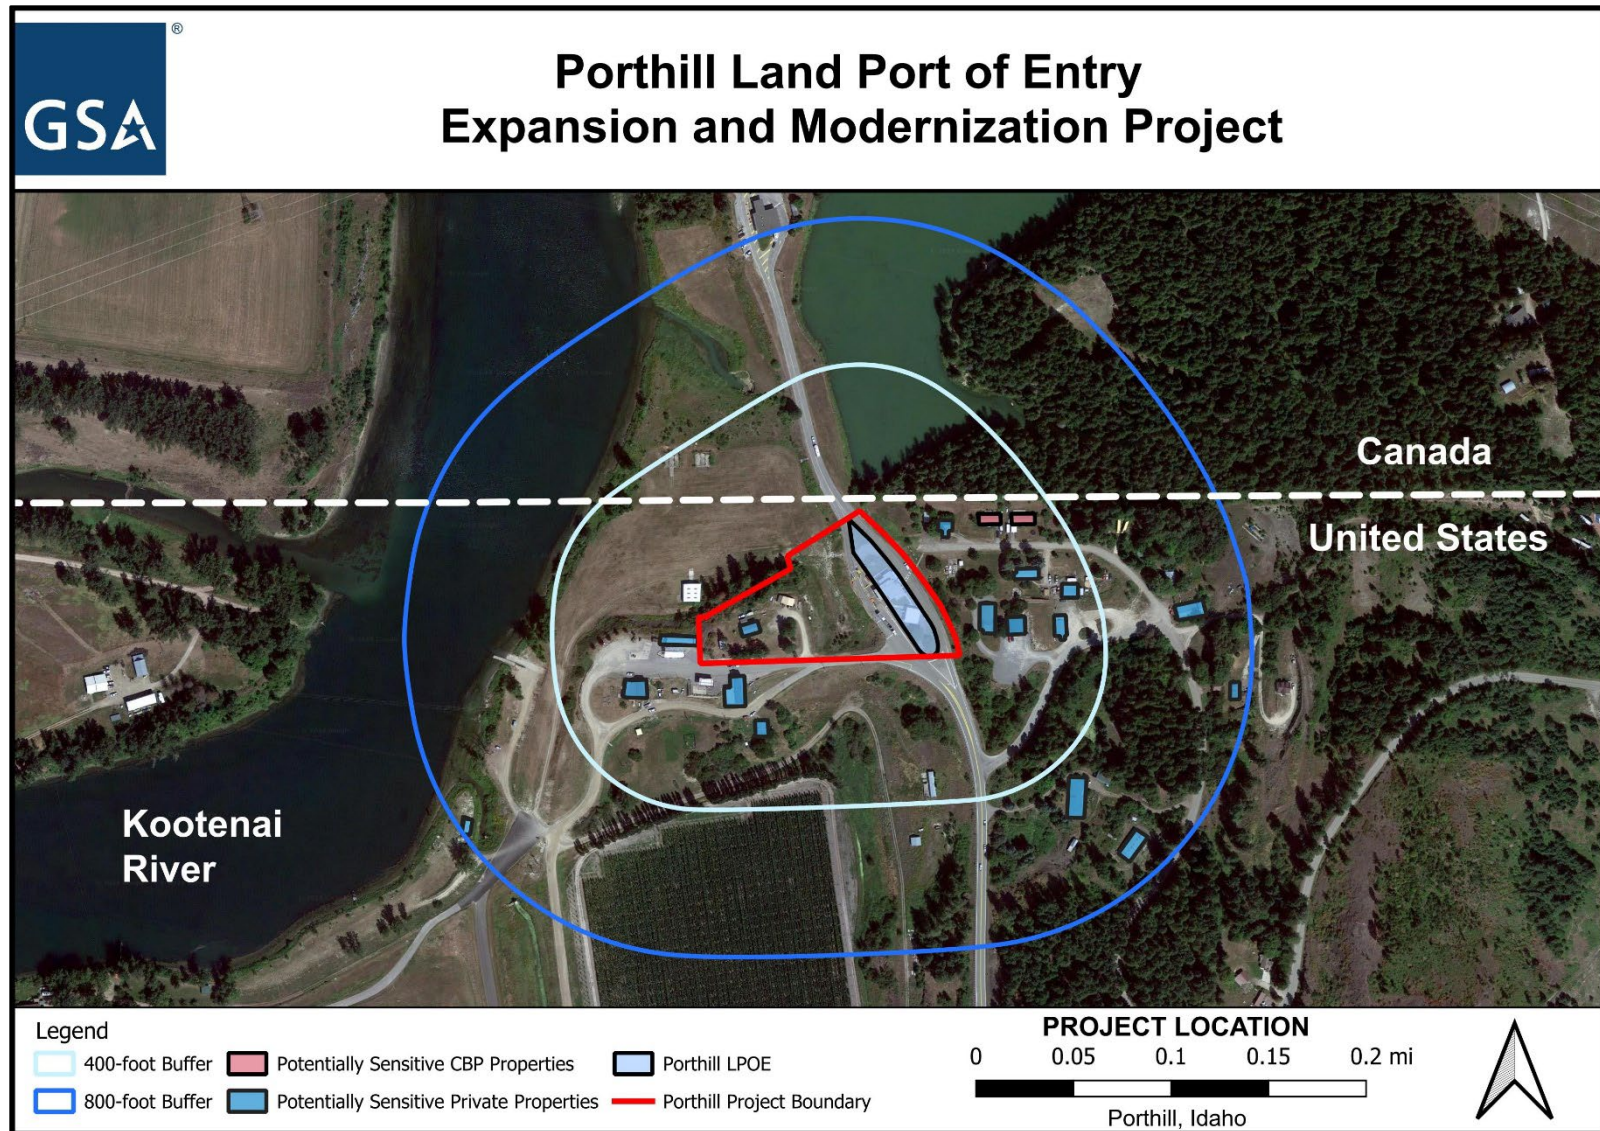 GSA
®
Porthill Land Port of Entry
Expansion and Modernization Project
Canada
United States
Kootenai
River
Legend
400-foot Buffer
Potentially Sensitive CBP Properties
Porthill LPOE
800-foot Buffer
Potentially Sensitive Private Properties
Porthill Project Boundary
PROJECT LOCATION
0 0.05 0.1 0.15 0.2 mi
Porthill, Idaho